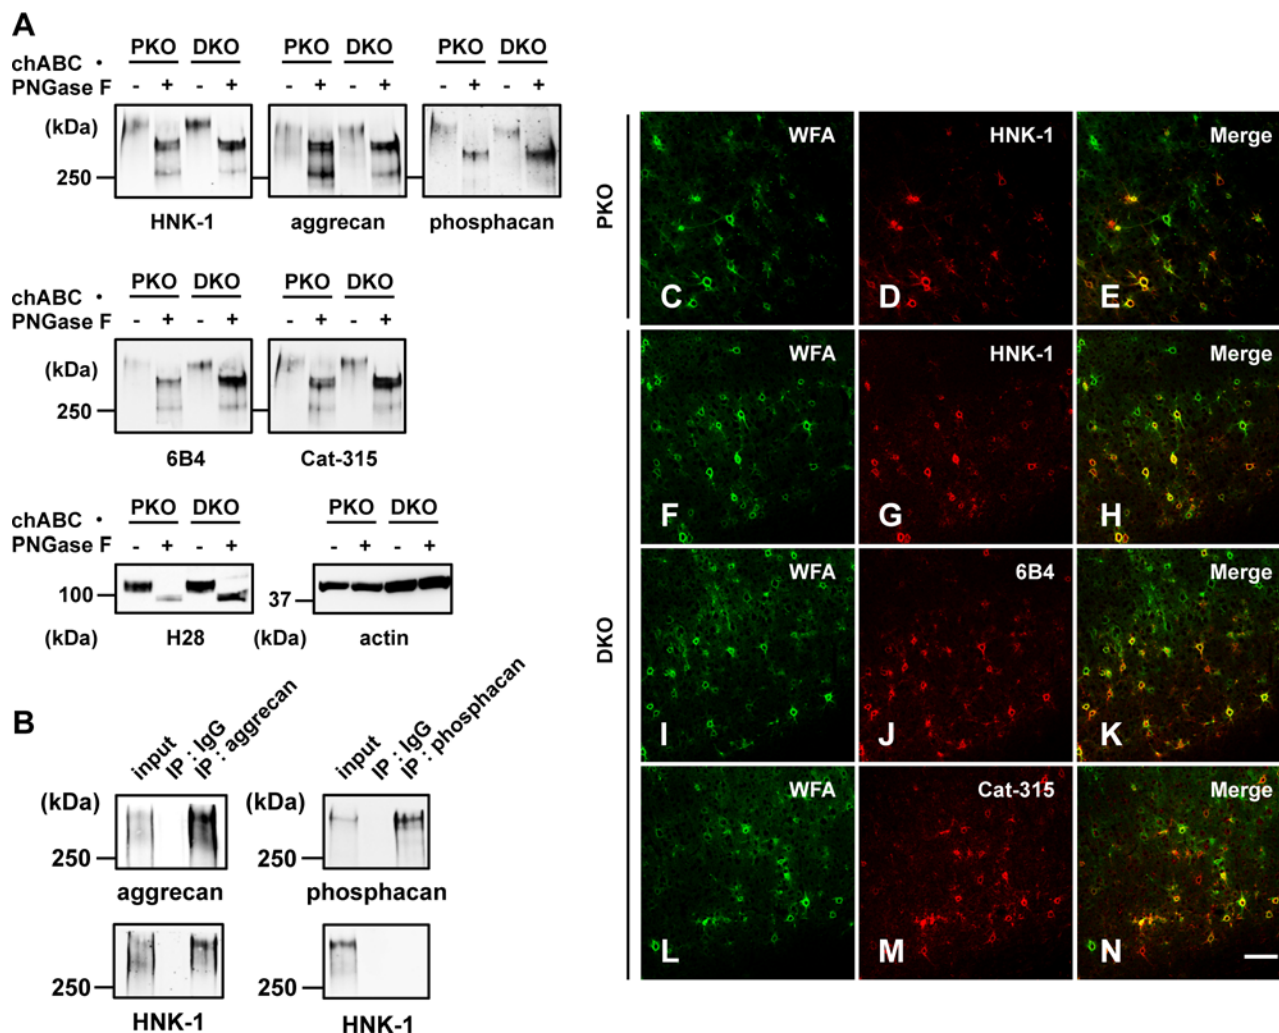 A
PKO DKO PKO DKO PKO DKO
chABC •
PNGase F - + - + - + - + - + - +
(kDa)
250
HNK-1 aggrecan phosphacan
PKO DKO PKO DKO
chABC •
PNGase F - + - + - + - +
(kDa)
250
6B4 Cat-315
PKO DKO PKO DKO
chABC •
PNGase F - + - + - + - +
100 37
(kDa) H28 (kDa) actin
B
input IP : IgG IP : aggrecan input IP : IgG IP : phosphacan
(kDa) (kDa)
250 250
aggrecan phosphacan
250 250
HNK-1 HNK-1
PKO
WFA HNK-1 Merge
C D E
DKO
WFA HNK-1 Merge
F G H
WFA 6B4 Merge
I J K
WFA Cat-315 Merge
L M N